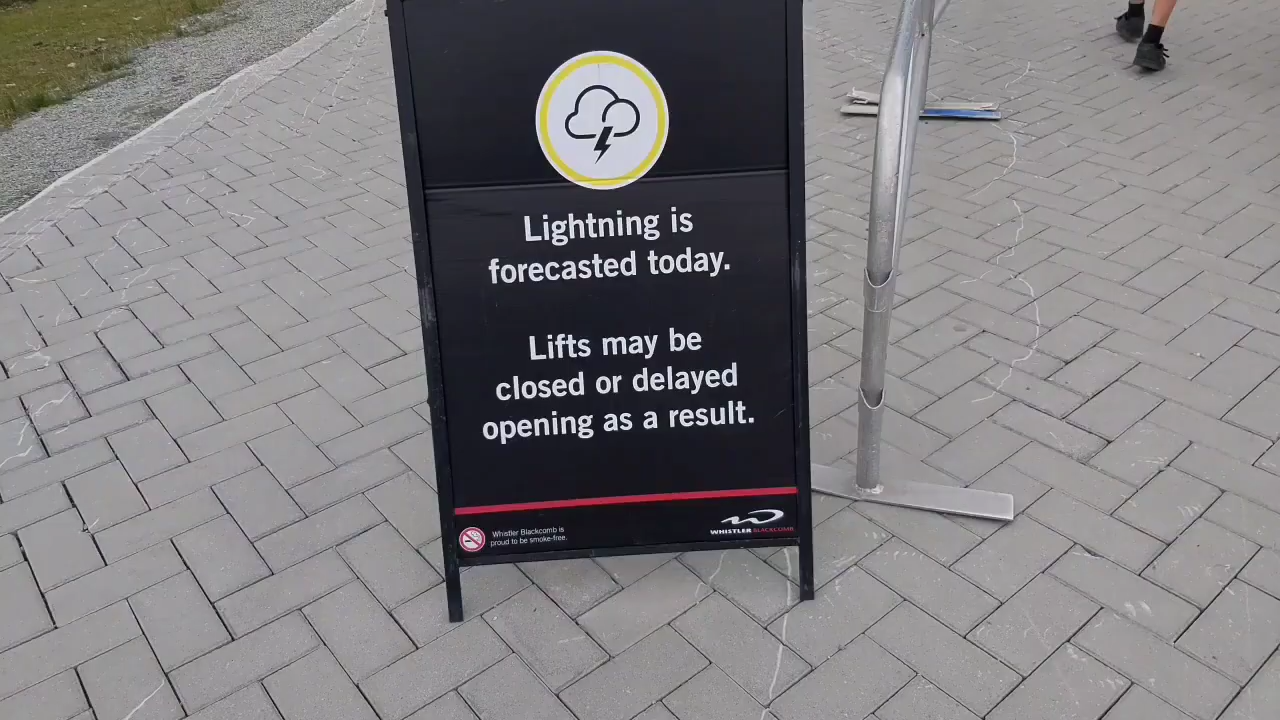 Lightning is
forecasted today.
Lifts may be
closed or delayed
opening as a result.
Whistler Blackcomb is
proud to be smoke-free.
WHISTLER BLACKCOMB